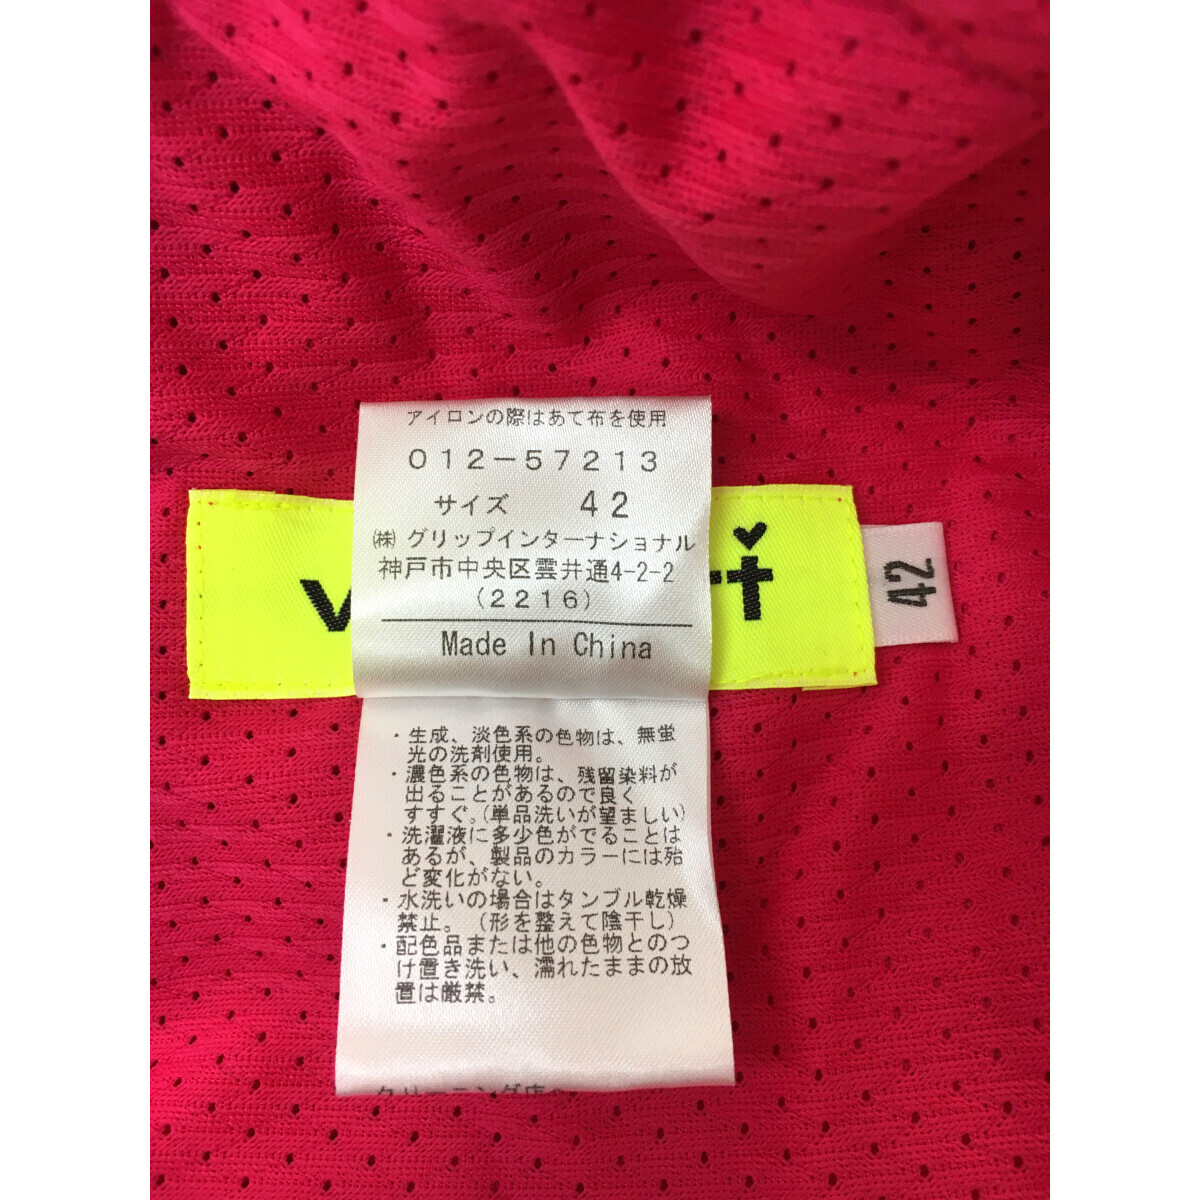 アイロンの際はあて布を使用
012-57213
サイズ 42
㈱ グリップインターナショナル
神戸市中央区雲井通4-2-2
(2216)
Made In China
42
・生成、淡色系の色物は、無蛍
光の洗剤使用。
・濃色系の色物は、残留染料が
出ることがあるので良く
すすぐ。(単品洗いが望ましい)
・洗濯液に多少色がでることは
あるが、製品のカラーには殆
ど変化がない。
・水洗いの場合はタンブル乾燥
禁止。（形を整えて陰干し）
・配色品または他の色物とのつ
け置き洗い、濡れたままの放
置は厳禁。